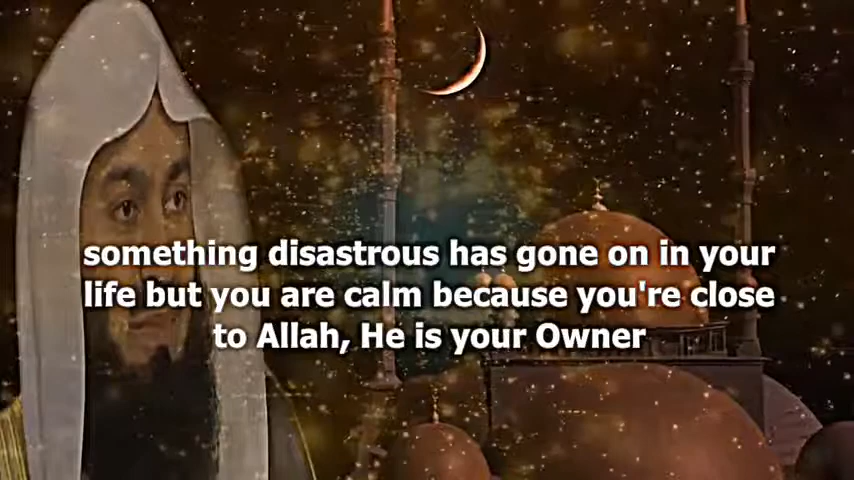 something disastrous has gone on in your
life but you are calm because you're close
to Allah, He is your Owner